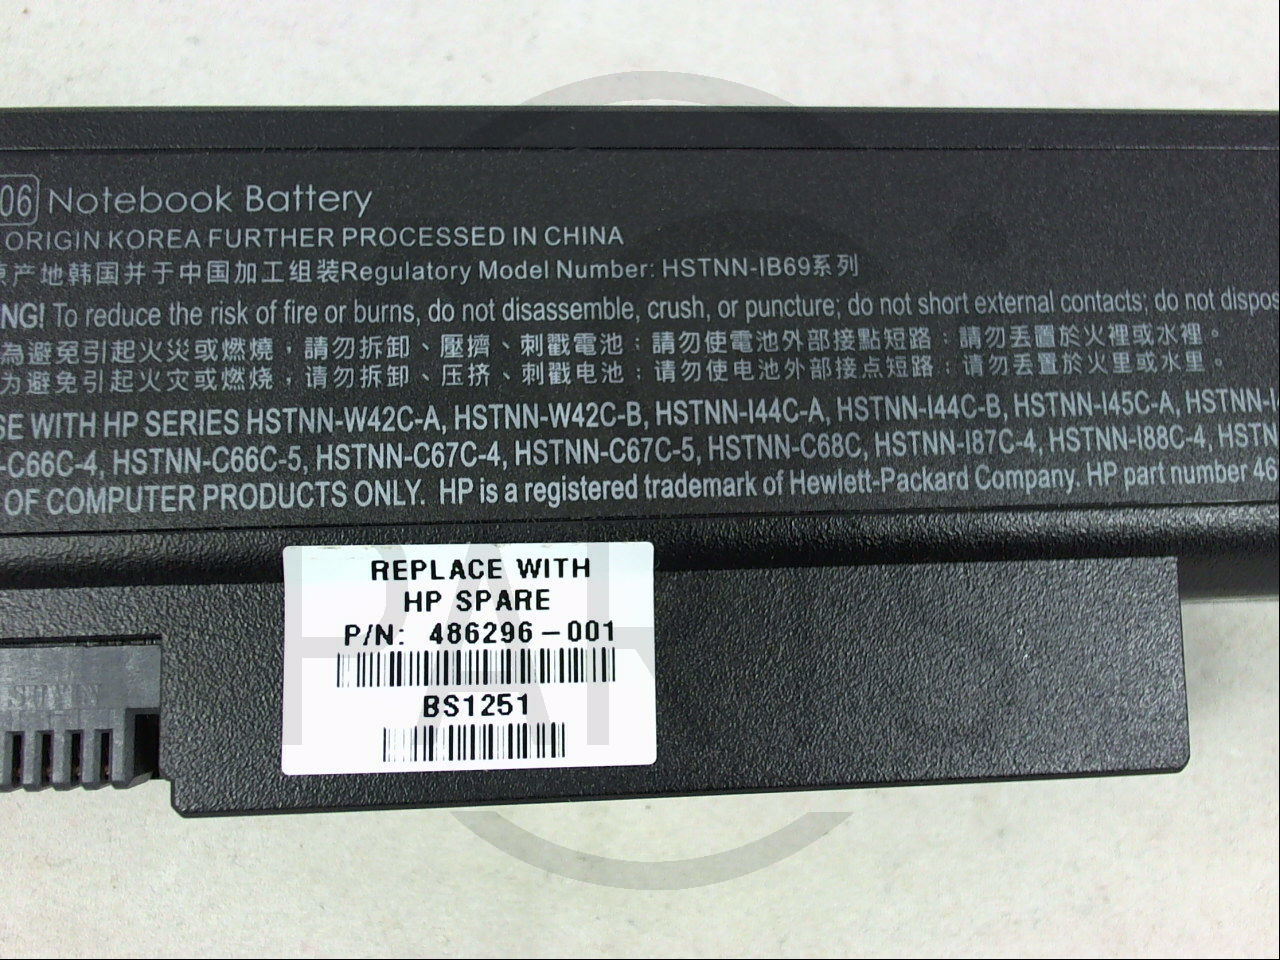 06 Notebook Battery
ORIGIN KOREA FURTHER PROCESSED IN CHINA
产地韩国并于中国加工组装Regulatory Model Number: HSTNN-IB69系列
NG! To reduce the risk of fire or burns, do not disassemble, crush, or puncture; do not short external contacts; do not dispos
為避免引起火災或燃燒，請勿拆卸、壓擠、刺戳電池；請勿使電池外部接點短路；請勿丟置於火裡或水裡。
为避免引起火灾或燃烧，请勿拆卸、压挤、刺戳电池；请勿使电池外部接点短路；请勿丢置于火里或水里。
SE WITH HP SERIES HSTNN-W42C-A, HSTNN-W42C-B, HSTNN-I44C-A, HSTNN-I44C-B, HSTNN-I45C-A, HSTNN-I
-C66C-4, HSTNN-C66C-5, HSTNN-C67C-4, HSTNN-C67C-5, HSTNN-C68C, HSTNN-I87C-4, HSTNN-I88C-4, HSTN
OF COMPUTER PRODUCTS ONLY. HP is a registered trademark of Hewlett-Packard Company. HP part number 46
REPLACE WITH
HP SPARE
P/N: 486296-001
BS1251